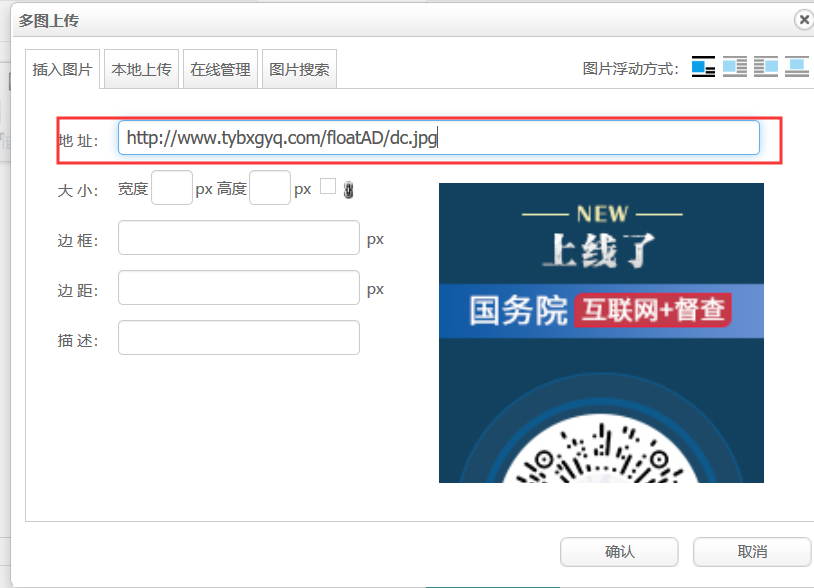 多图上传
插入图片 本地上传 在线管理 图片搜索 图片浮动方式:
地 址: http://www.tybxgyq.com/floatAD/dc.jpg
大 小: 宽度 px 高度 px
边 框: px
边 距: px
描 述:
NEW
上线了
国务院 互联网+督查
确认 取消